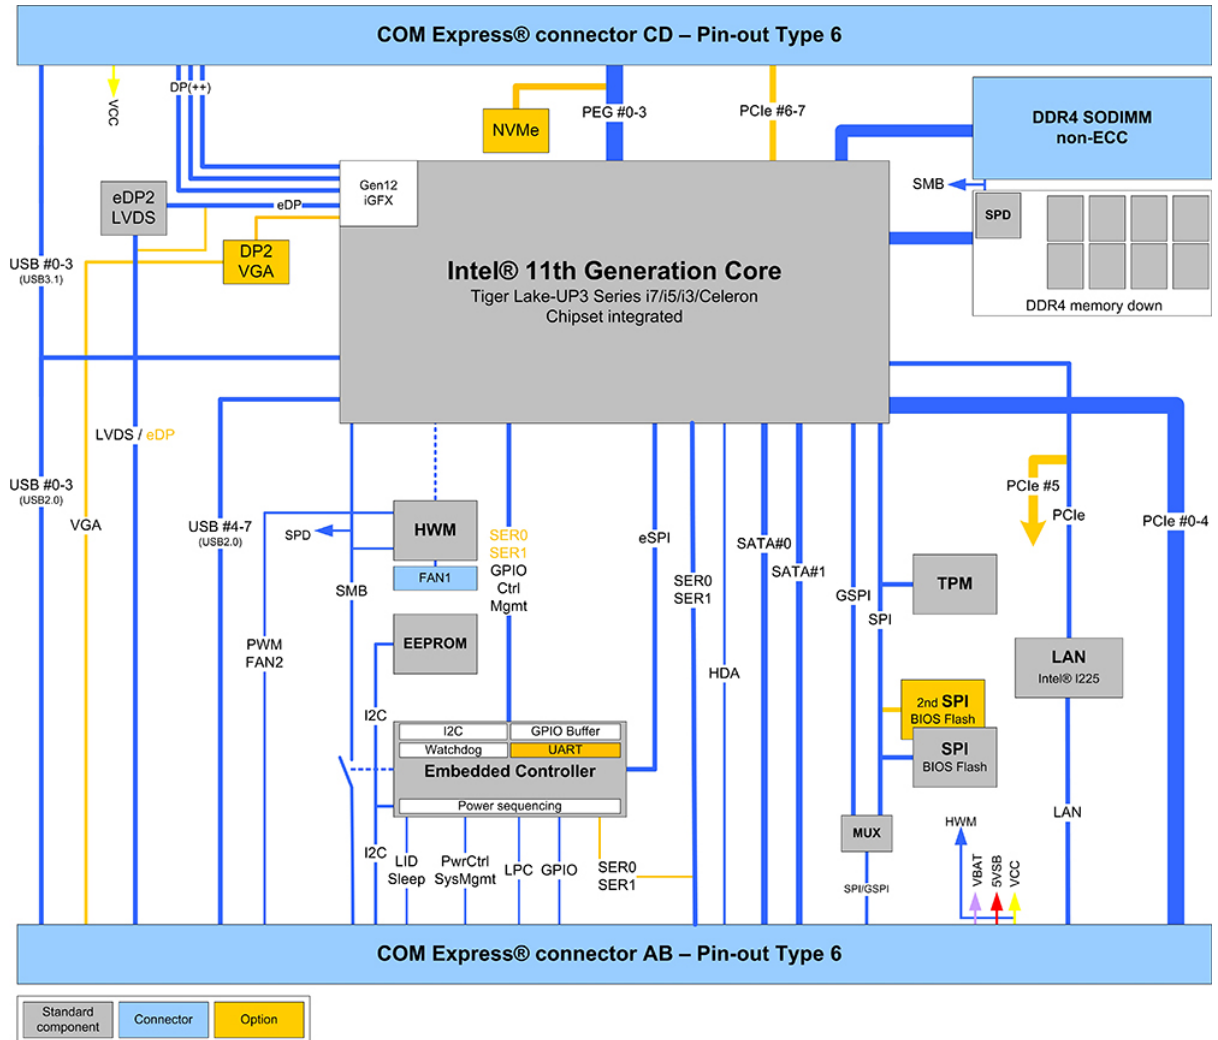 COM Express® connector CD – Pin-out Type 6
VCC
DP(++)
NVMe
PEG #0-3
PCIe #6-7
DDR4 SODIMM
non-ECC
SMB
SPD
DDR4 memory down
eDP2
LVDS
eDP
Gen12
iGFX
DP2
VGA
USB #0-3
(USB3.1)
Intel® 11th Generation Core
Tiger Lake-UP3 Series i7/i5/i3/Celeron
Chipset integrated
LVDS / eDP
USB #0-3
(USB2.0)
VGA
USB #4-7
(USB2.0)
SPD
HWM
FAN1
SMB
PWM
FAN2
EEPROM
SER0
SER1
GPIO
Ctrl
Mgmt
eSPI
SER0
SER1
HDA
SATA#0
SATA#1
GSPI
SPI
PCIe #5
PCIe
PCIe #0-4
TPM
LAN
Intel® I225
2nd SPI
BIOS Flash
SPI
BIOS Flash
I2C
I2C
GPIO Buffer
Watchdog
UART
Embedded Controller
Power sequencing
MUX
SPI/GSPI
HWM
VBAT
5VSB
VCC
LAN
I2C
LID
Sleep
PwrCtrl
SysMgmt
LPC
GPIO
SER0
SER1
COM Express® connector AB – Pin-out Type 6
Standard
component
Connector
Option